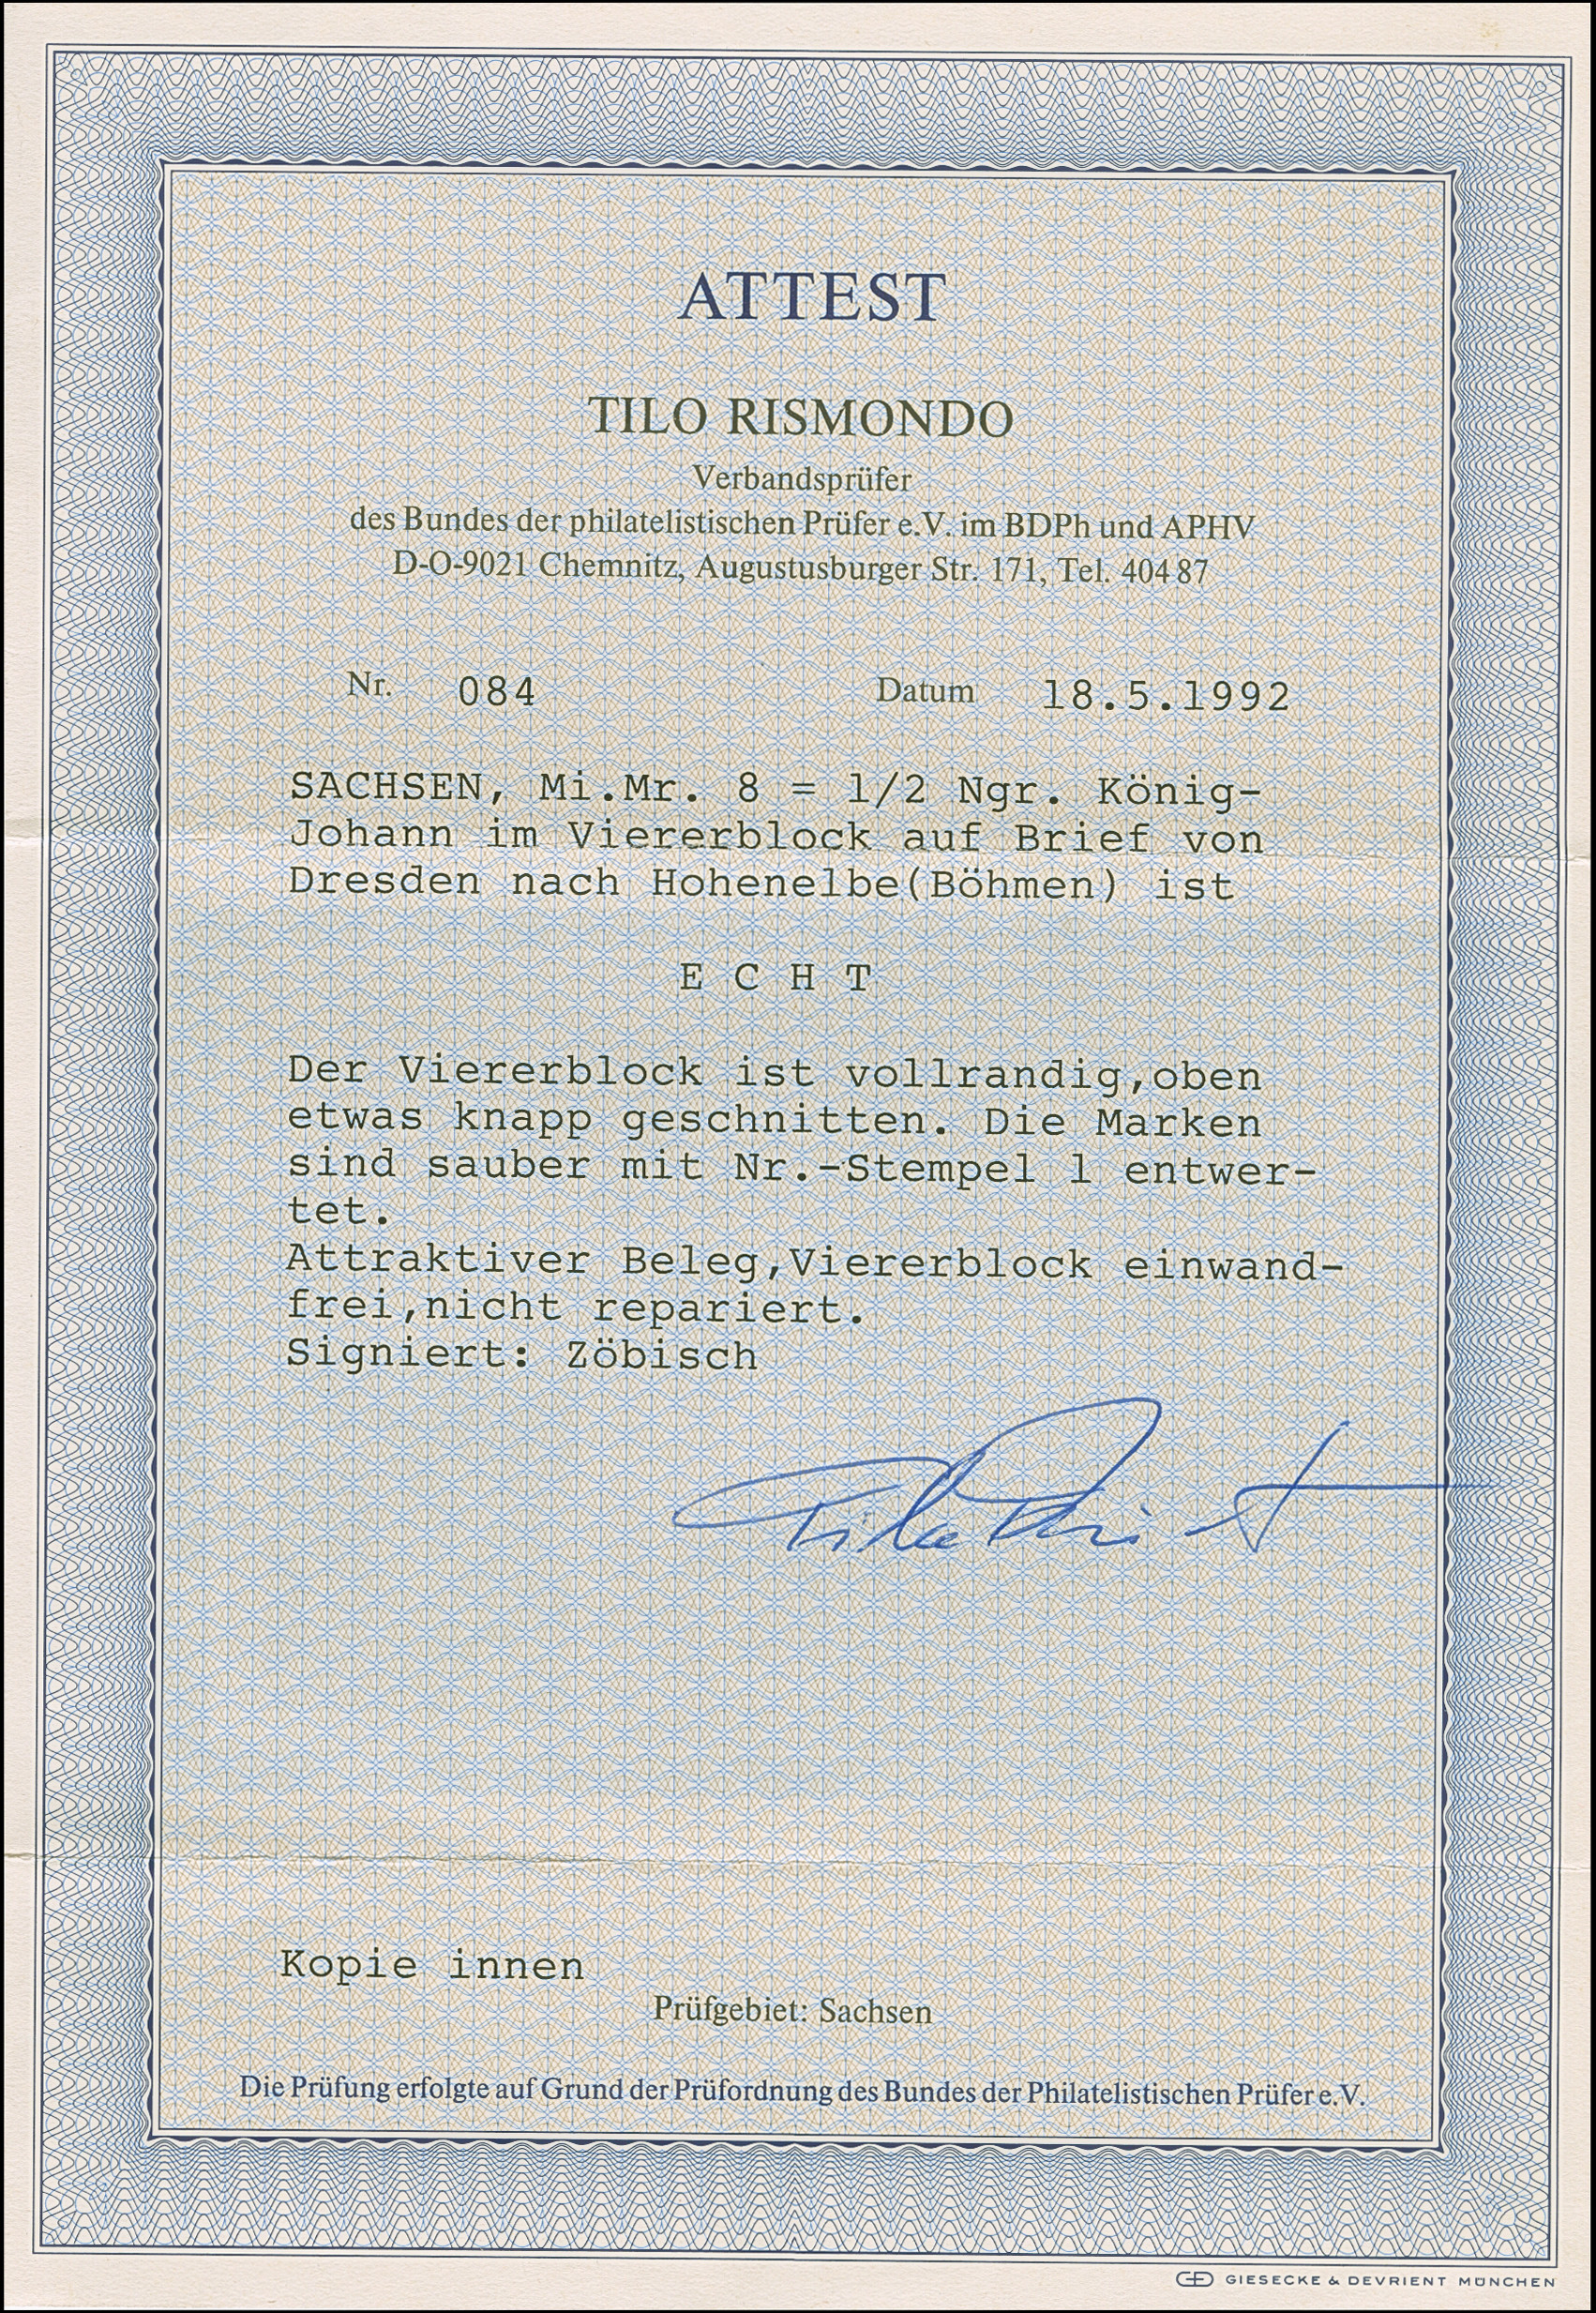 ATTEST
TILO RISMONDO
Verbandsprüfer
des Bundes der philatelistischen Prüfer e.V. im BDPh und APHV
D-O-9021 Chemnitz, Augustusburger Str. 171, Tel. 404 87
Nr. 084 Datum 18.5.1992
SACHSEN, Mi.Mr. 8 = 1/2 Ngr. König-
Johann im Viererblock auf Brief von
Dresden nach Hohenelbe(Böhmen) ist
E C H T
Der Viererblock ist vollrandig,oben
etwas knapp geschnitten. Die Marken
sind sauber mit Nr.-Stempel 1 entwer-
tet.
Attraktiver Beleg,Viererblock einwand-
frei,nicht repariert.
Signiert: Zöbisch
Kopie innen
Prüfgebiet: Sachsen
Die Prüfung erfolgte auf Grund der Prüfordnung des Bundes der Philatelistischen Prüfer e.V.
GIESECKE & DEVRIENT MÜNCHEN